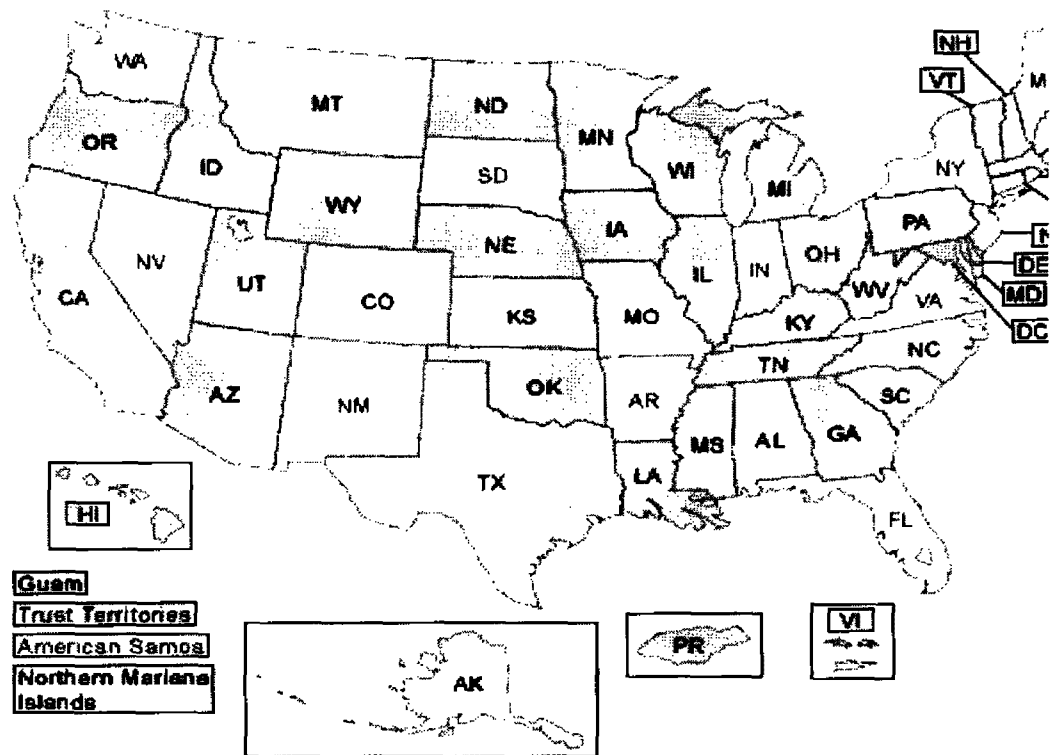 NH
WA
VT
M
MT
ND
OR
MN
ID
SD
WI
NY
MI
WY
PA
IA
N
NE
OH
DE
NV
UT
IL
IN
WV
MD
CA
CO
VA
KS
MO
KY
DC
NC
TN
AZ
OK
SC
NM
AR
MS
AL
GA
TX
LA
HI
FL
Guam
Trust Territories
VI
American Samoa
PR
Northern Mariana
Islands
AK